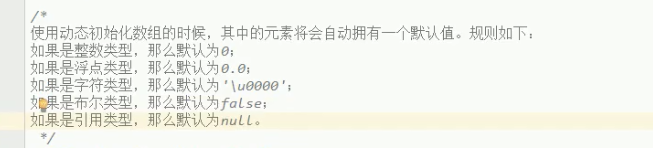 /*
使用动态初始化数组的时候，其中的元素将会自动拥有一个默认值。规则如下：
如果是整数类型，那么默认为0；
如果是浮点类型，那么默认为0.0；
如果是字符类型，那么默认为'\u0000'；
如果是布尔类型，那么默认为false；
如果是引用类型，那么默认为null。
*/